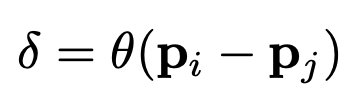 δ = θ(𝐩ᵢ − 𝐩ⱼ)